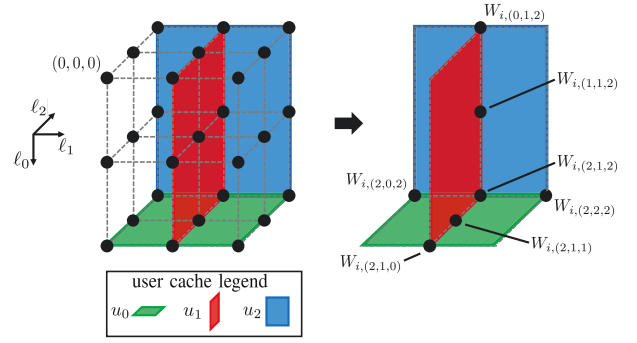 W_{i,(0,1,2)}
(0, 0, 0)
W_{i,(1,1,2)}
ℓ_2
ℓ_1
ℓ_0
W_{i,(2,1,2)}
W_{i,(2,0,2)}
W_{i,(2,2,2)}
W_{i,(2,1,1)}
W_{i,(2,1,0)}
user cache legend
u_0 u_1 u_2